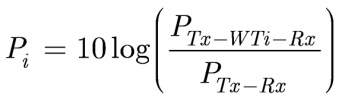 P_i = 10 log(P_{Tx-WTi-Rx} / P_{Tx-Rx})